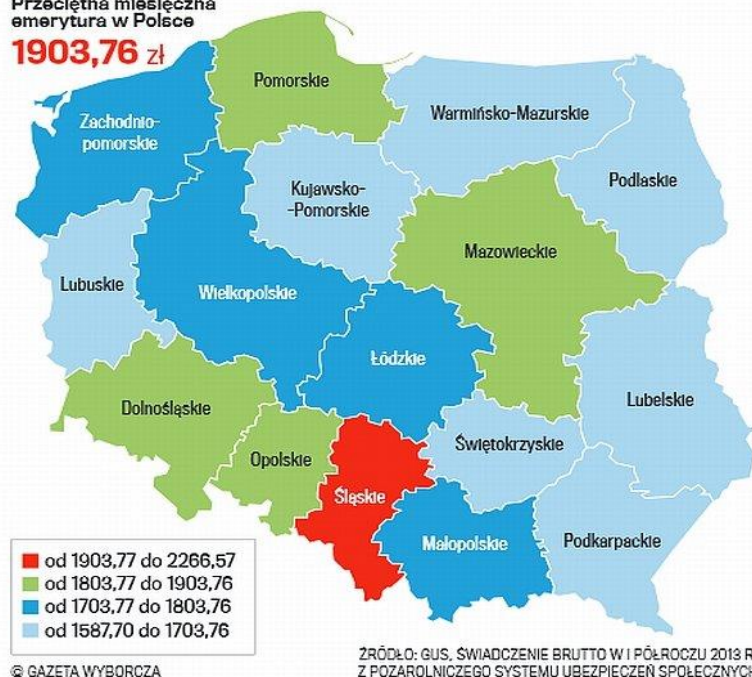 Przeciętna miesięczna
emerytura w Polsce
1903,76 zł
Pomorskie
Zachodnio-
pomorskie
Warmińsko-Mazurskie
Kujawsko-
-Pomorskie
Podlaskie
Mazowieckie
Lubuskie
Wielkopolskie
Łódzkie
Dolnośląskie
Lubelskie
Opolskie
Świętokrzyskie
Śląskie
Małopolskie
Podkarpackie
od 1903,77 do 2266,57
od 1803,77 do 1903,76
od 1703,77 do 1803,76
od 1587,70 do 1703,76
© GAZETA WYBORCZA
ŹRÓDŁO: GUS, ŚWIADCZENIE BRUTTO W I PÓŁROCZU 2013 R
Z POZAROLNICZEGO SYSTEMU UBEZPIECZEŃ SPOŁECZNYCH